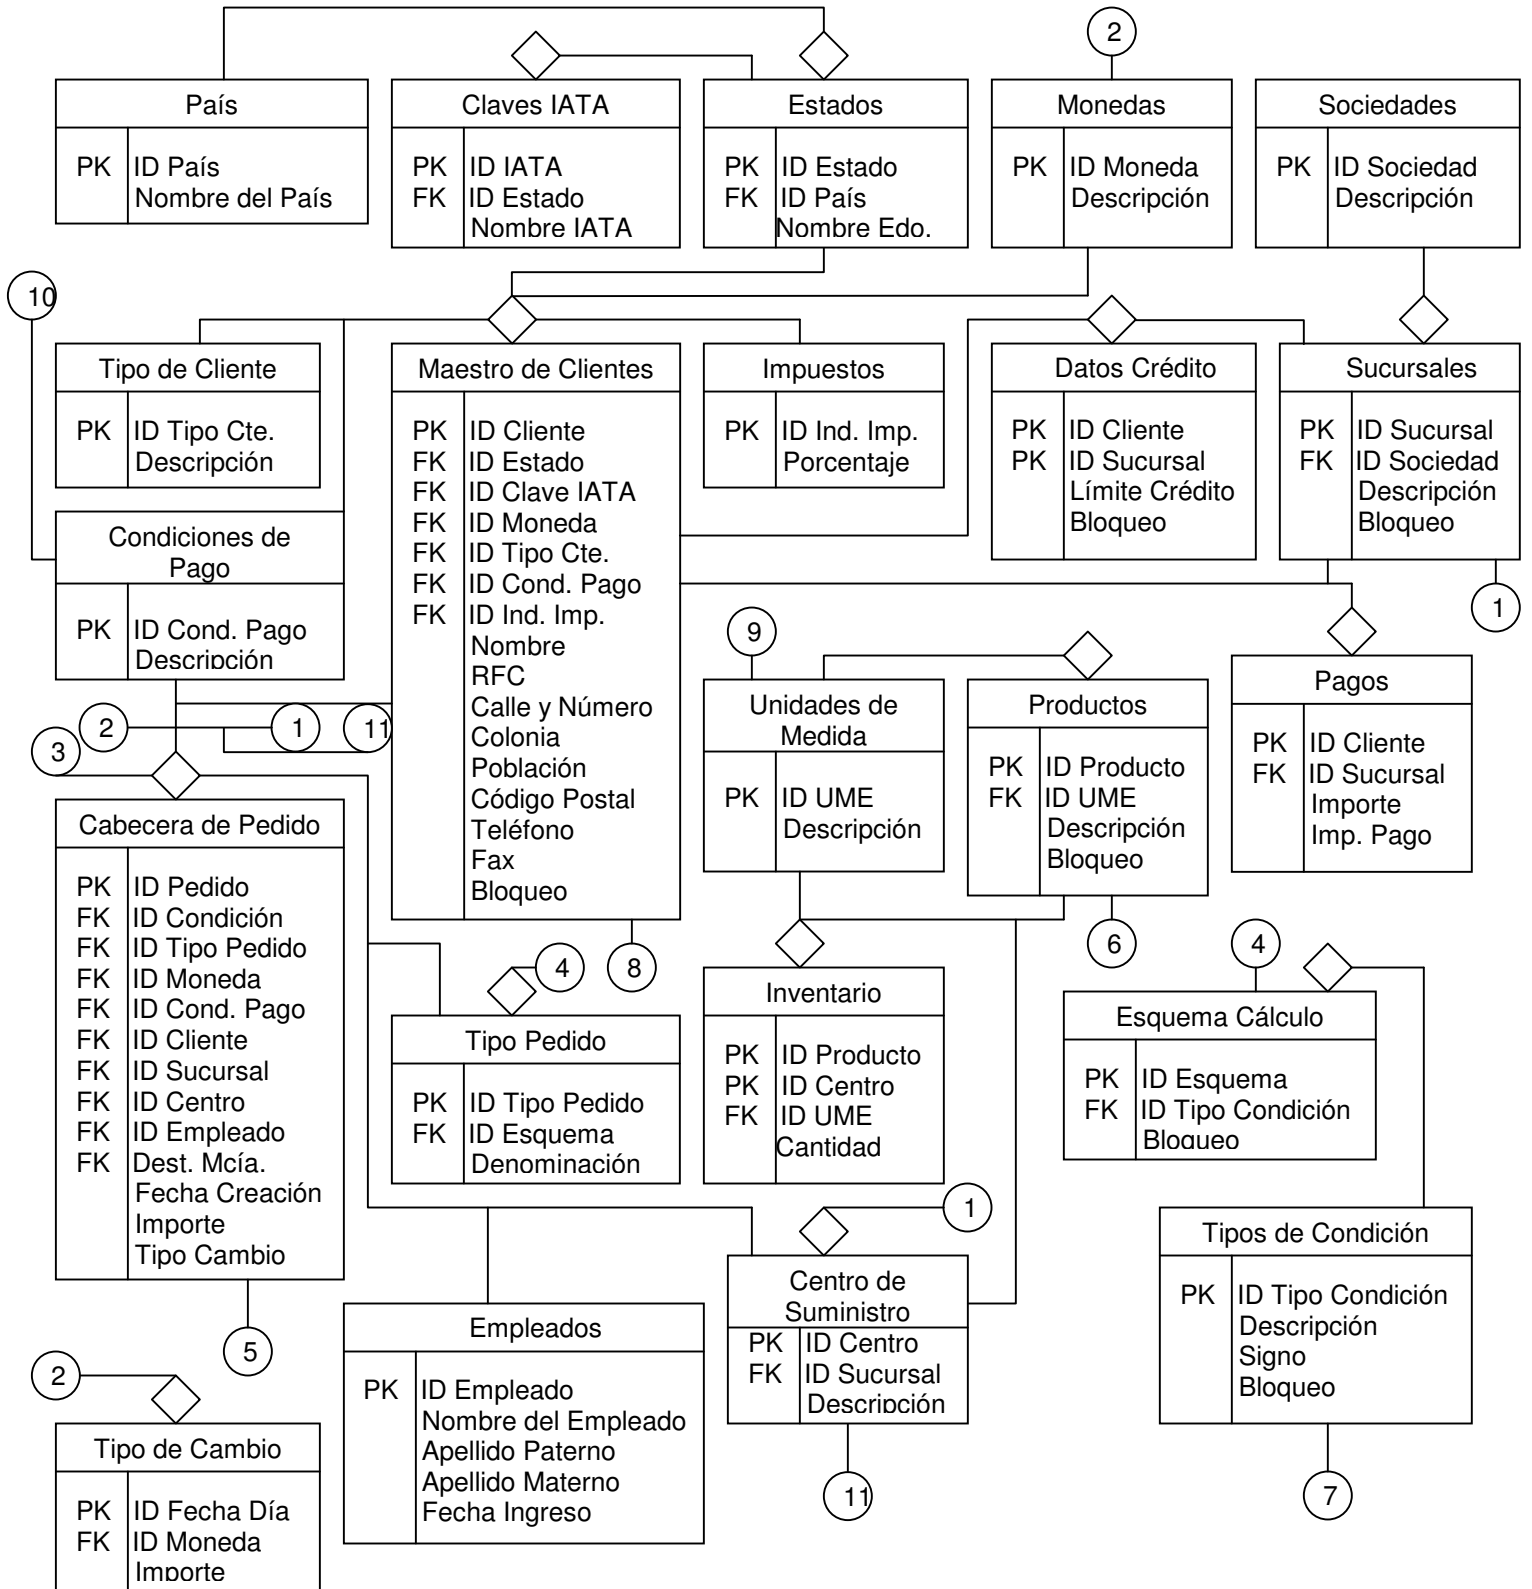 2
País
PK ID País
Nombre del País
Claves IATA
PK ID IATA
FK ID Estado
Nombre IATA
Estados
PK ID Estado
FK ID País
Nombre Edo.
Monedas
PK ID Moneda
Descripción
Sociedades
PK ID Sociedad
Descripción
10
Tipo de Cliente
PK ID Tipo Cte.
Descripción
Maestro de Clientes
PK ID Cliente
FK ID Estado
FK ID Clave IATA
FK ID Moneda
FK ID Tipo Cte.
FK ID Cond. Pago
FK ID Ind. Imp.
Nombre
RFC
Calle y Número
Colonia
Población
Código Postal
Teléfono
Fax
Bloqueo
Impuestos
PK ID Ind. Imp.
Porcentaje
Datos Crédito
PK ID Cliente
PK ID Sucursal
Límite Crédito
Bloqueo
Sucursales
PK ID Sucursal
FK ID Sociedad
Descripción
Bloqueo
1
Condiciones de
Pago
PK ID Cond. Pago
Descripción
9
Unidades de
Medida
PK ID UME
Descripción
Productos
PK ID Producto
FK ID UME
Descripción
Bloqueo
Pagos
PK ID Cliente
FK ID Sucursal
Importe
Imp. Pago
3
2
1
11
Cabecera de Pedido
PK ID Pedido
FK ID Condición
FK ID Tipo Pedido
FK ID Moneda
FK ID Cond. Pago
FK ID Cliente
FK ID Sucursal
FK ID Centro
FK ID Empleado
FK Dest. Mcía.
Fecha Creación
Importe
Tipo Cambio
4
8
6
4
Tipo Pedido
PK ID Tipo Pedido
FK ID Esquema
Denominación
Inventario
PK ID Producto
PK ID Centro
FK ID UME
Cantidad
Esquema Cálculo
PK ID Esquema
FK ID Tipo Condición
Bloqueo
1
5
Empleados
PK ID Empleado
Nombre del Empleado
Apellido Paterno
Apellido Materno
Fecha Ingreso
Centro de
Suministro
PK ID Centro
FK ID Sucursal
Descripción
11
Tipos de Condición
PK ID Tipo Condición
Descripción
Signo
Bloqueo
7
2
Tipo de Cambio
PK ID Fecha Día
FK ID Moneda
Importe